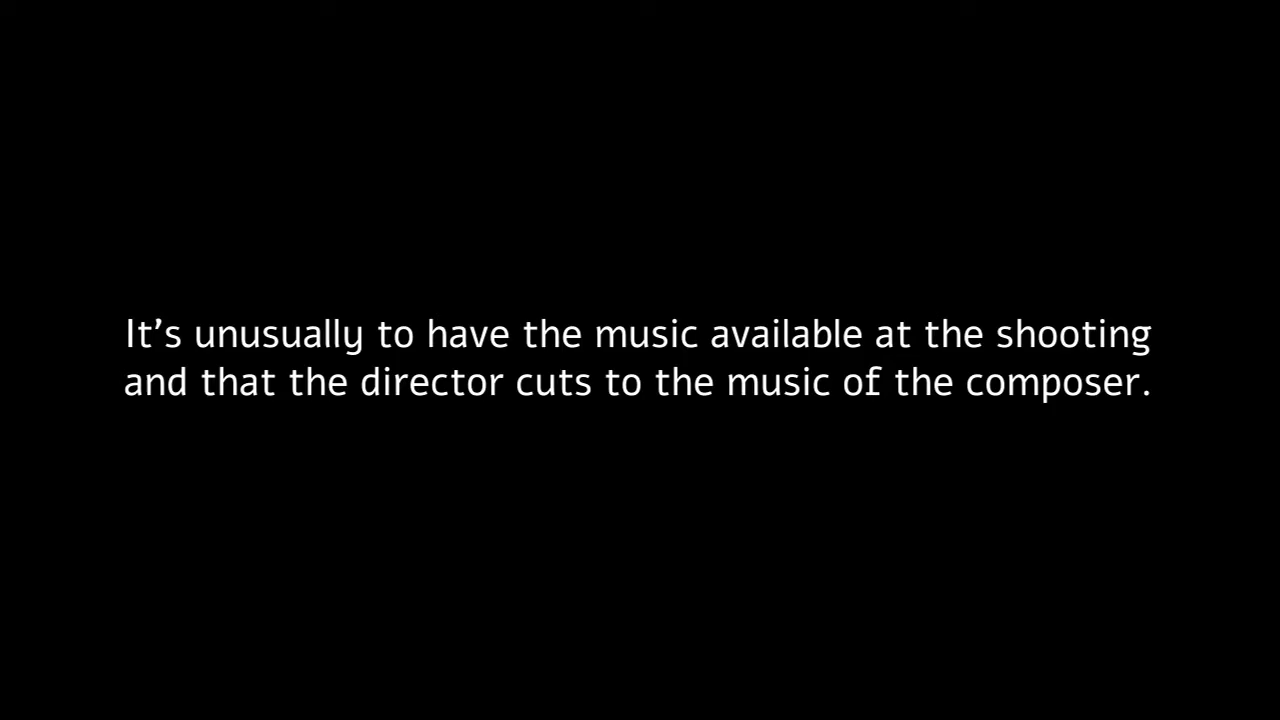 It’s unusually to have the music available at the shooting
and that the director cuts to the music of the composer.